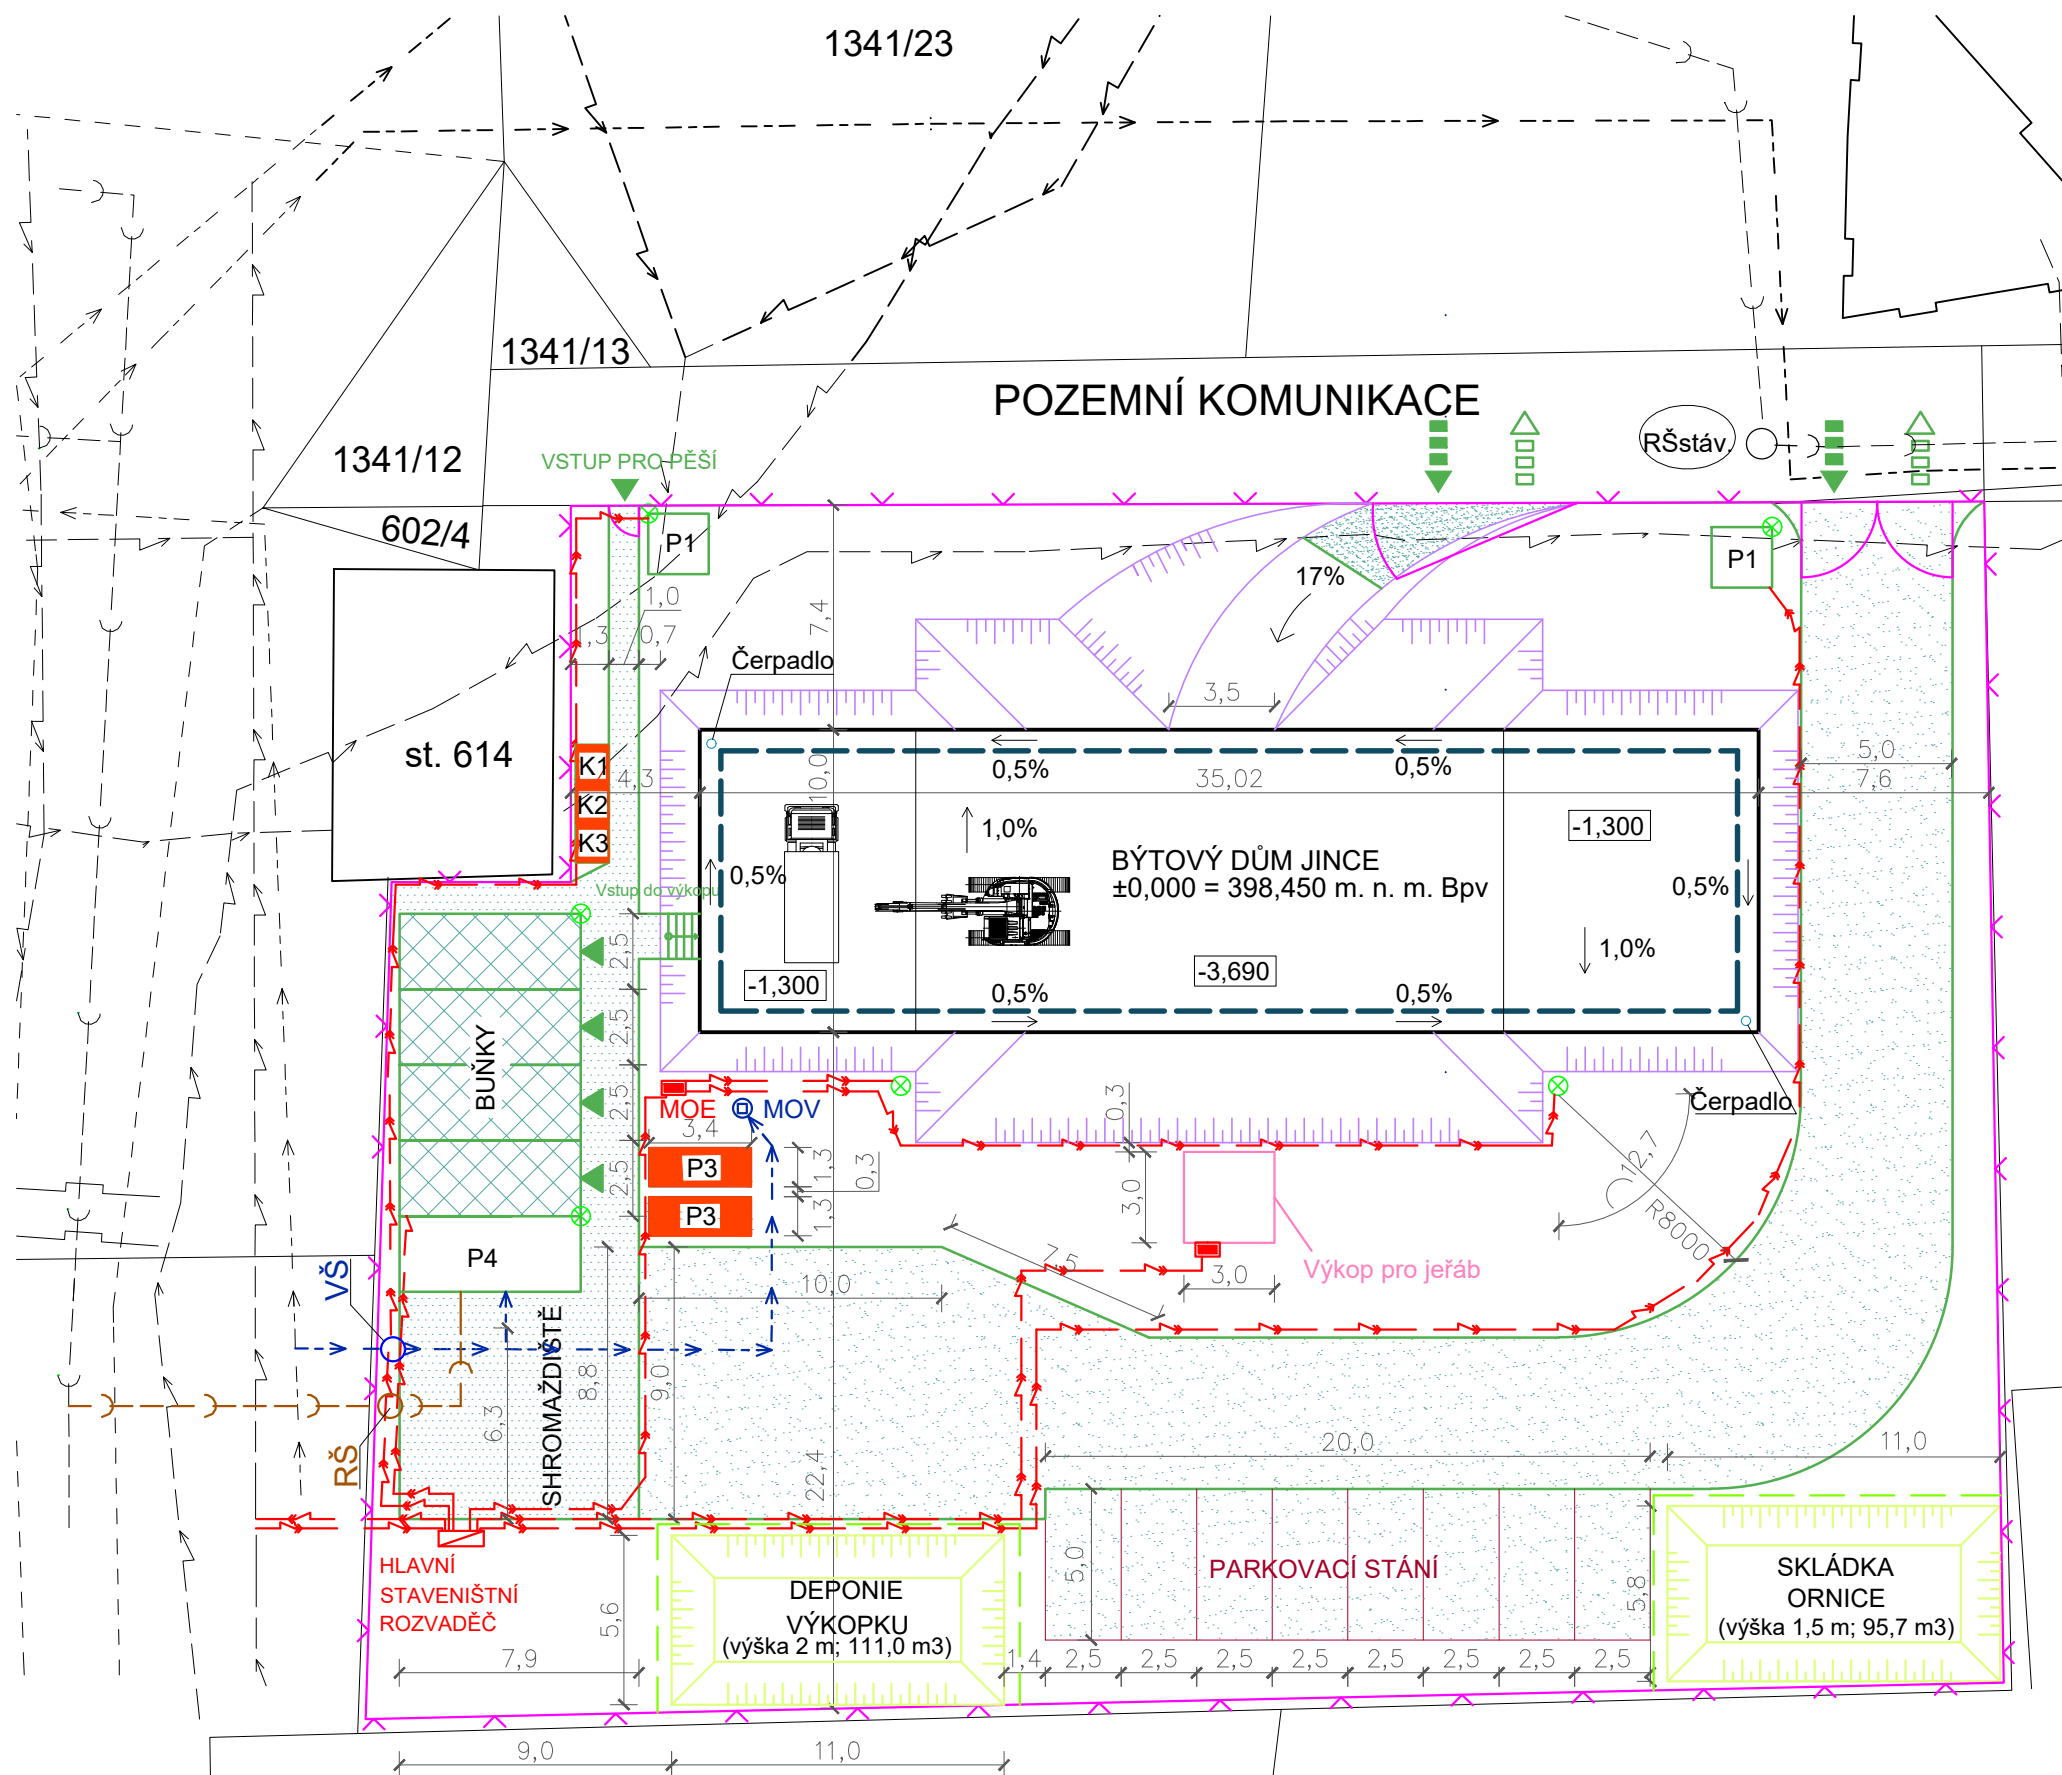 1341/23
1341/13
POZEMNÍ KOMUNIKACE
1341/12
VSTUP PRO PĚŠÍ
RŠstáv.
602/4
P1
P1
17%
1,0
1,3
0,7
7,4
Čerpadlo
3,5
st. 614
K1
4,3
10,0
0,5%
0,5%
35,02
5,0
7,6
K2
K3
1,0%
-1,300
BÝTOVÝ DŮM JINCE
±0,000 = 398,450 m. n. m. Bpv
0,5%
0,5%
Vstup do výkopu
2,5
1,0%
-3,690
-1,300
0,5%
0,5%
2,5
BUŇKY
2,5
MOE
MOV
0,3
Čerpadlo
3,4
P3
1,3
0,3
12,7
2,5
3,0
P3
1,3
R8000
P4
7,5
Výkop pro jeřáb
VŠ
10,0
3,0
SHROMAŽDIŠTĚ
8,8
9,0
6,3
RŠ
22,4
20,0
11,0
HLAVNÍ
STAVENIŠTNÍ
ROZVADĚČ
5,6
DEPONIE
VÝKOPKU
(výška 2 m; 111,0 m3)
5,0
PARKOVACÍ STÁNÍ
5,8
SKLÁDKA
ORNICE
(výška 1,5 m; 95,7 m3)
7,9
1,4
2,5
2,5
2,5
2,5
2,5
2,5
2,5
2,5
9,0
11,0